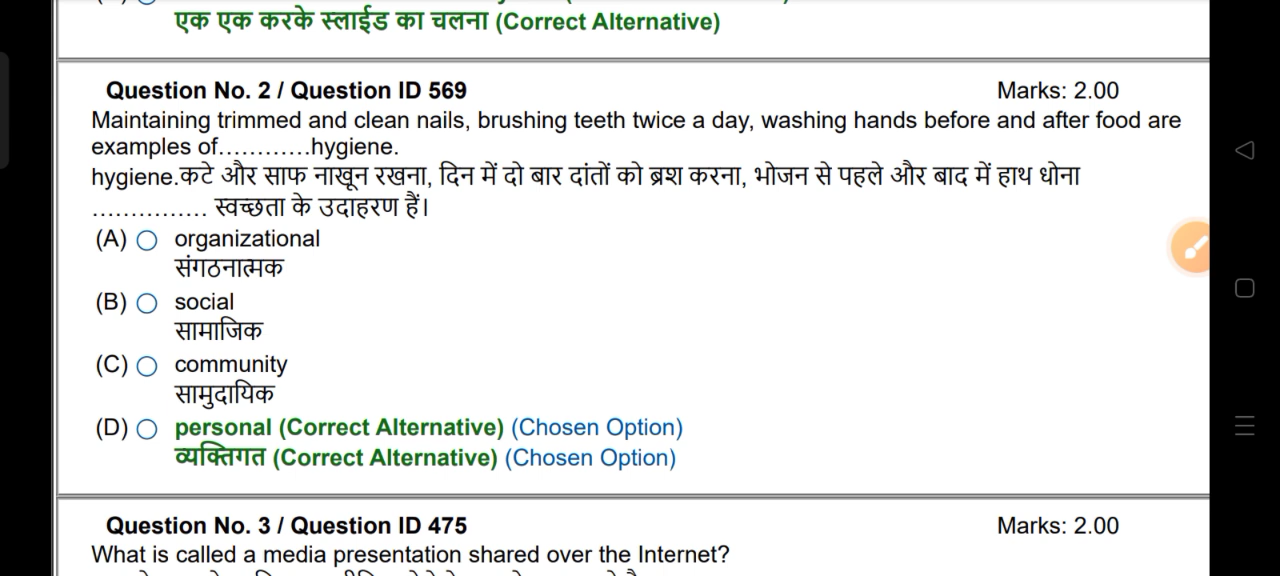 एक एक करके स्लाईड का चलना (Correct Alternative)
Question No. 2 / Question ID 569 Marks: 2.00
Maintaining trimmed and clean nails, brushing teeth twice a day, washing hands before and after food are
examples of…………hygiene.
hygiene.कटे और साफ नाखून रखना, दिन में दो बार दांतों को ब्रश करना, भोजन से पहले और बाद में हाथ धोना
…………… स्वच्छता के उदाहरण हैं।
(A) organizational
संगठनात्मक
(B) social
सामाजिक
(C) community
सामुदायिक
(D) personal (Correct Alternative) (Chosen Option)
व्यक्तिगत (Correct Alternative) (Chosen Option)
Question No. 3 / Question ID 475 Marks: 2.00
What is called a media presentation shared over the Internet?